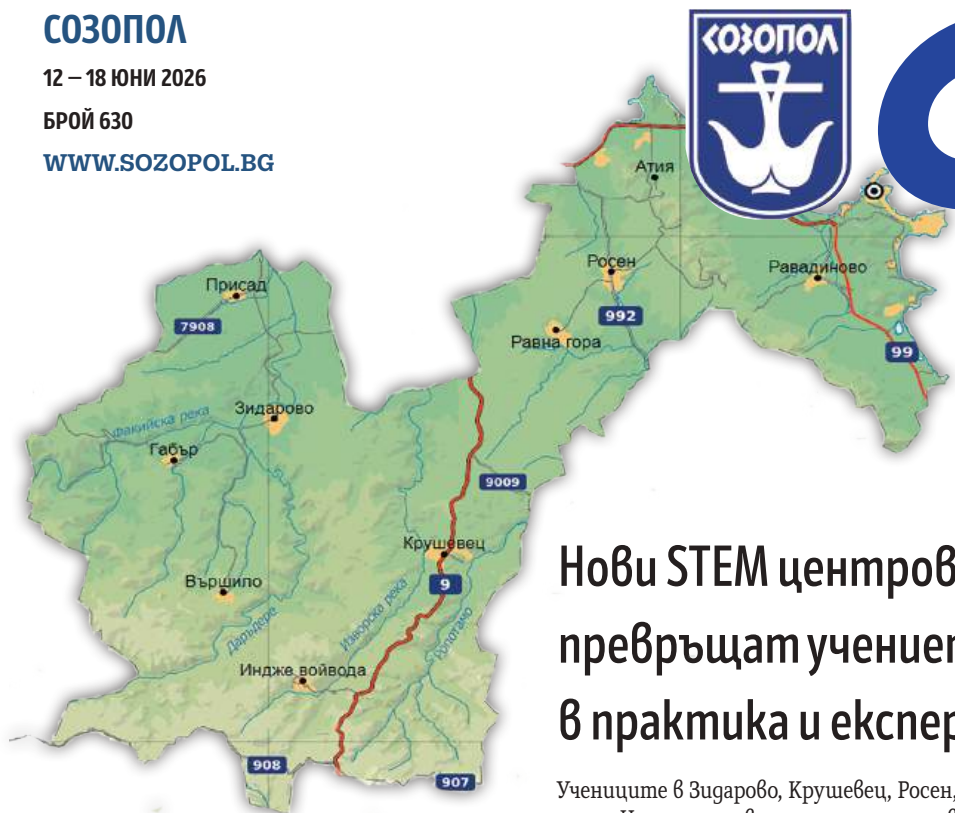 СОЗОПОЛ
12 – 18 ЮНИ 2026
БРОЙ 630
WWW.SOZOPOL.BG
СОЗОПОЛ
Атия
Росен
Равадиново
Присад
7908
992
Равна гора
99
Зидарово
Факийска река
Габър
9009
Крушевец
Вършило
9
Даръдере
Изворска река
Ропотамо
Индже войвода
908
907
Нови STEM центров
превръщат учениет
в практика и експер
Учениците в Зидарово, Крушевец, Росен,